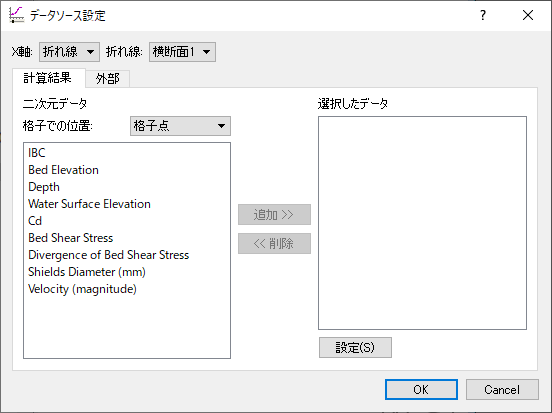 データソース設定
X軸: 折れ線 折れ線: 横断面1
計算結果 外部
二次元データ
格子での位置: 格子点
IBC
Bed Elevation
Depth
Water Surface Elevation
Cd
Bed Shear Stress
Divergence of Bed Shear Stress
Shields Diameter (mm)
Velocity (magnitude)
追加 >>
<< 削除
選択したデータ
設定(S)
OK Cancel